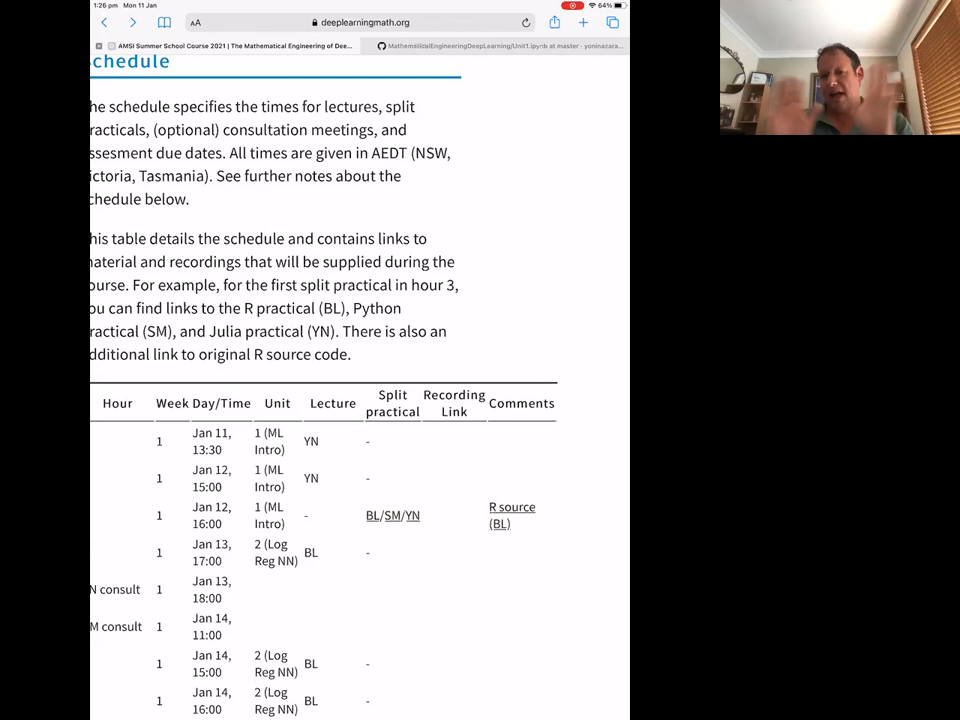 1:26 pm Mon 11 Jan
64%
AA
deeplearningmath.org
AMSI Summer School Course 2021 | The Mathematical Engineering of Dee...
MathematicalEngineeringDeepLearning/Unit1.ipynb at master · yoninazara...
chedule
he schedule specifies the times for lectures, split
racticals, (optional) consultation meetings, and
ssesment due dates. All times are given in AEDT (NSW,
ictoria, Tasmania). See further notes about the
chedule below.
his table details the schedule and contains links to
naterial and recordings that will be supplied during the
ourse. For example, for the first split practical in hour 3,
ou can find links to the R practical (BL), Python
ractical (SM), and Julia practical (YN). There is also an
dditional link to original R source code.
Hour Week Day/Time Unit Lecture Split practical Recording Link Comments
1 Jan 11, 13:30 1 (ML Intro) YN -
1 Jan 12, 15:00 1 (ML Intro) YN -
1 Jan 12, 16:00 1 (ML Intro) - BL/SM/YN R source (BL)
1 Jan 13, 17:00 2 (Log Reg NN) BL -
N consult 1 Jan 13, 18:00
M consult 1 Jan 14, 11:00
1 Jan 14, 15:00 2 (Log Reg NN) BL -
1 Jan 14, 16:00 2 (Log Reg NN) BL -